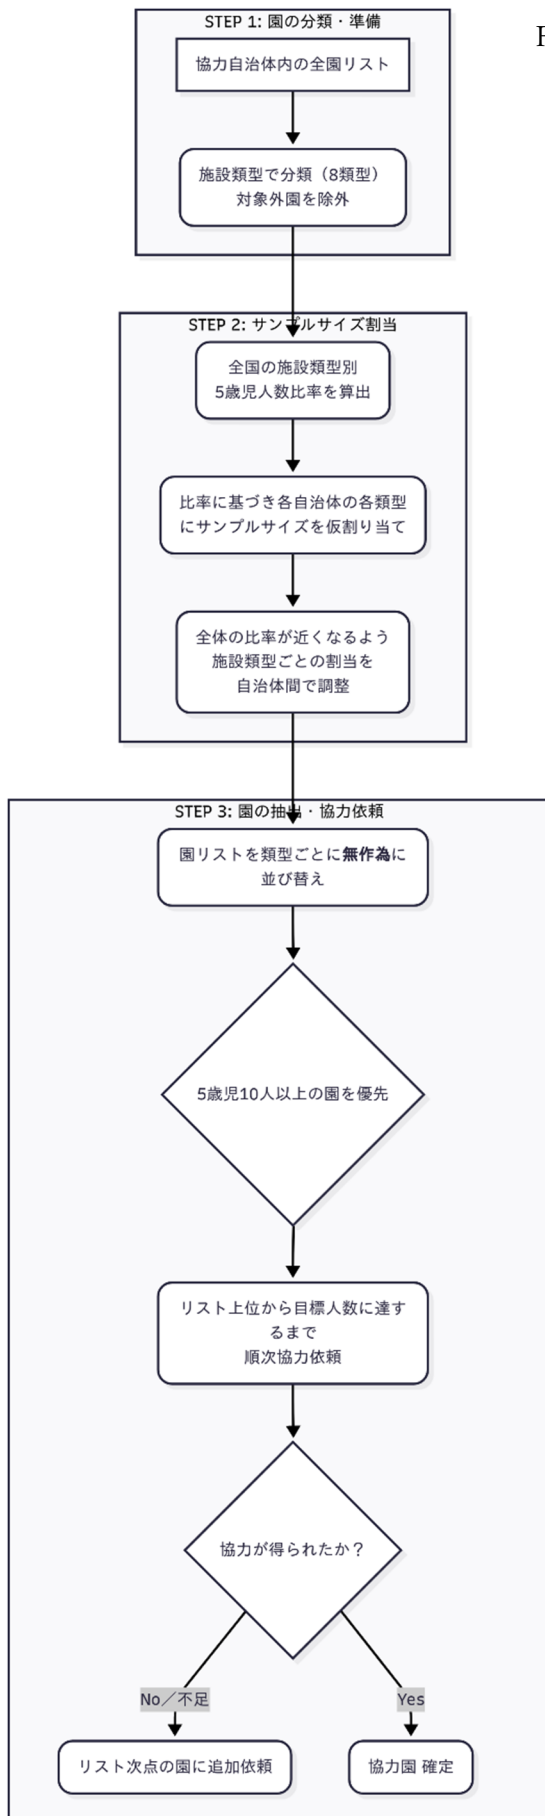 STEP 1: 園の分類・準備
協力自治体内の全園リスト
施設類型で分類（8類型）
対象外園を除外
STEP 2: サンプルサイズ割当
全国の施設類型別
5歳児人数比率を算出
比率に基づき各自治体の各類型
にサンプルサイズを仮割り当て
全体の比率が近くなるよう
施設類型ごとの割当を
自治体間で調整
STEP 3: 園の抽出・協力依頼
園リストを類型ごとに無作為に
並び替え
5歳児10人以上の園を優先
リスト上位から目標人数に達す
るまで
順次協力依頼
協力が得られたか？
No／不足
Yes
リスト次点の園に追加依頼
協力園 確定